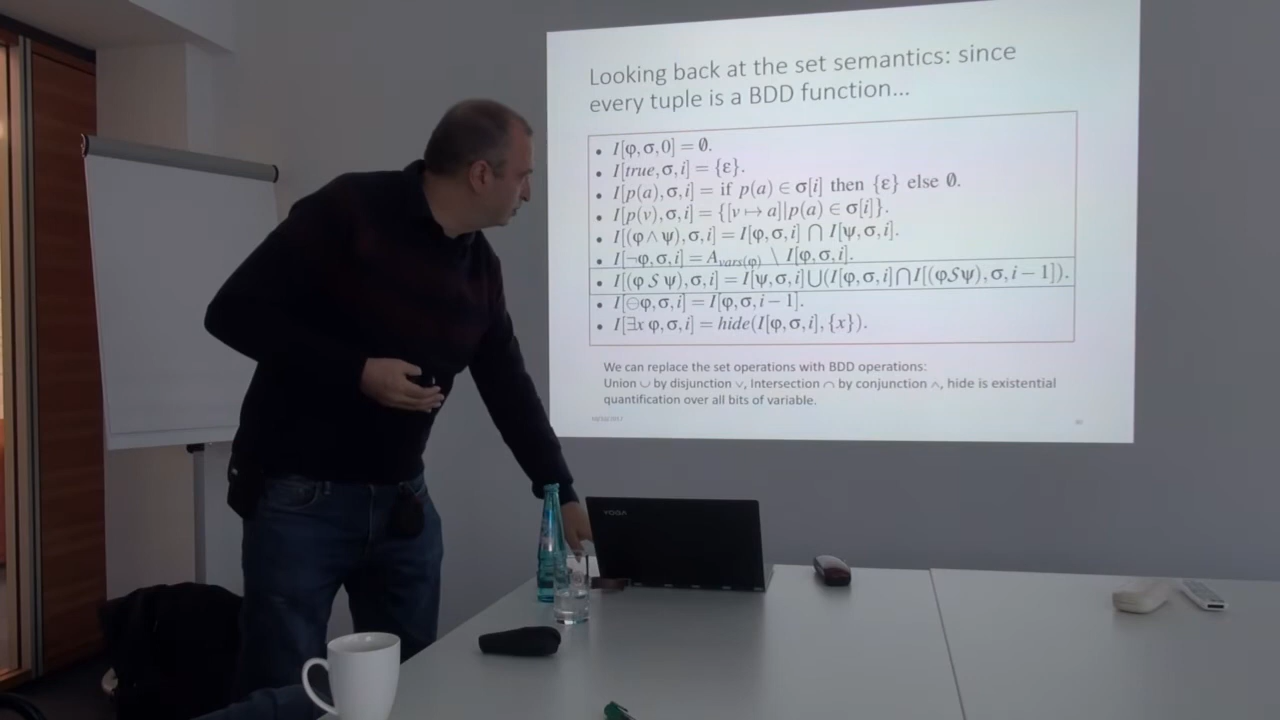 Looking back at the set semantics: since
every tuple is a BDD function...
• I[φ,σ,0] = ∅.
• I[true,σ,i] = {ε}.
• I[p(a),σ,i] = if p(a) ∈ σ[i] then {ε} else ∅.
• I[p(v),σ,i] = {[v ↦ a]|p(a) ∈ σ[i]}.
• I[(φ ∧ ψ),σ,i] = I[φ,σ,i] ⋂ I[ψ,σ,i].
• I[¬φ,σ,i] = A_vars(φ) \ I[φ,σ,i].
• I[(φ S ψ),σ,i] = I[ψ,σ,i] ⋃ (I[φ,σ,i] ⋂ I[(φSψ),σ,i − 1]).
• I[⊖φ,σ,i] = I[φ,σ,i − 1].
• I[∃x φ,σ,i] = hide(I[φ,σ,i],{x}).
We can replace the set operations with BDD operations:
Union ∪ by disjunction ∨, Intersection ∩ by conjunction ∧, hide is existential
quantification over all bits of variable.
YOGA